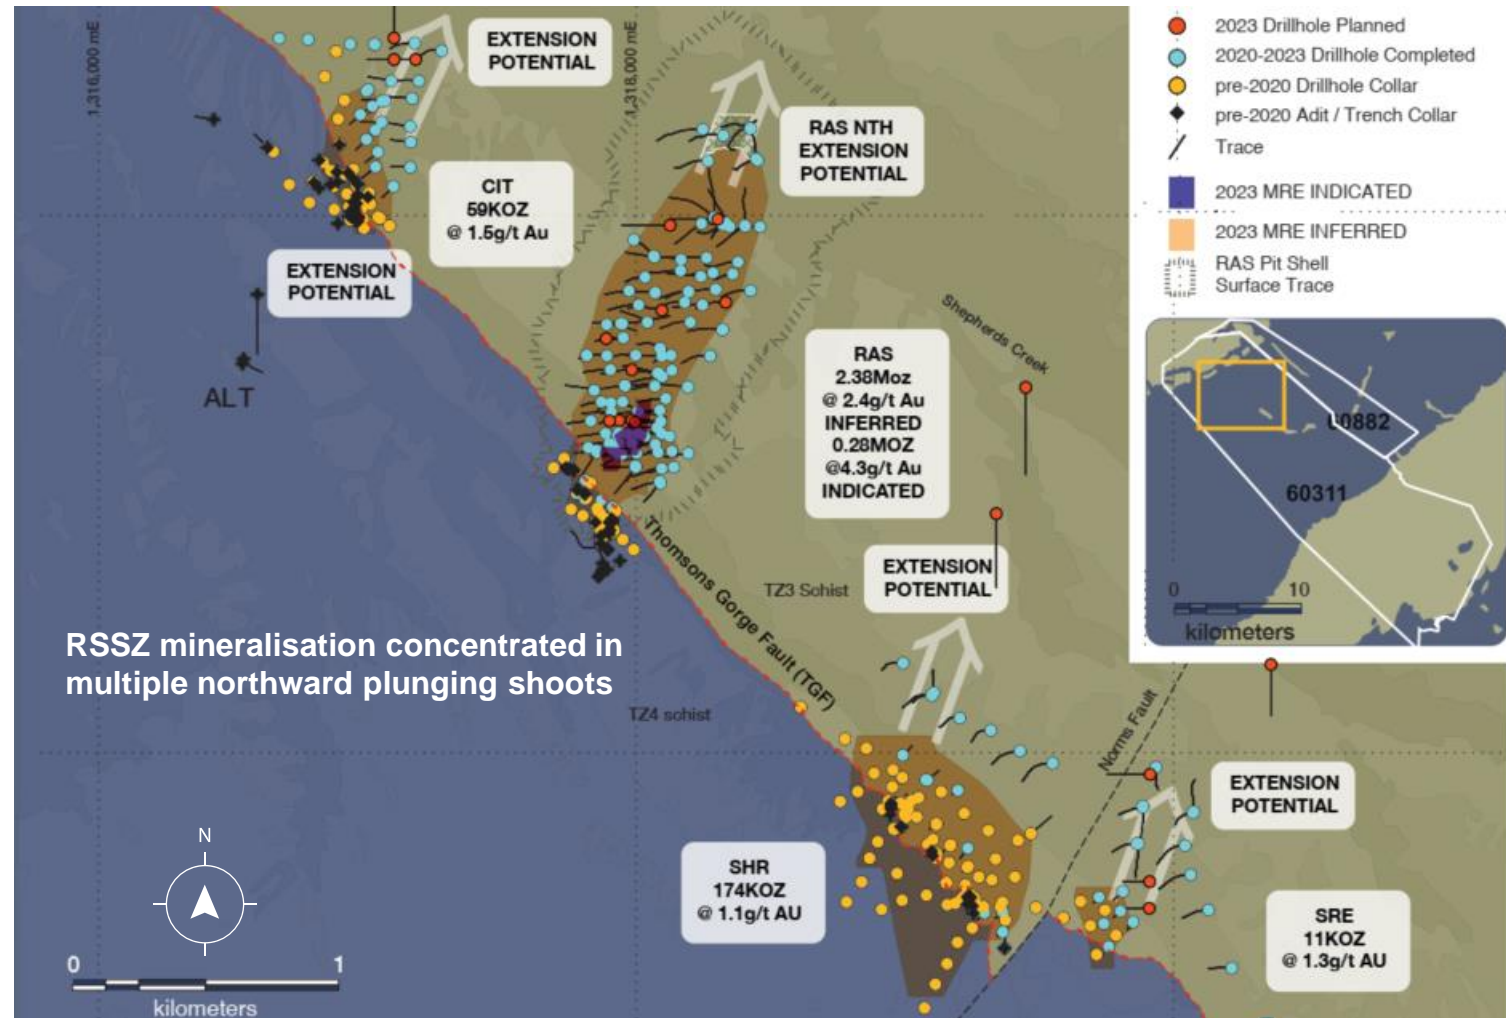 1,316,000 mE
1,318,000 mE
EXTENSION
POTENTIAL
RAS NTH
EXTENSION
POTENTIAL
CIT
59KOZ
@ 1.5g/t Au
EXTENSION
POTENTIAL
ALT
Shepherds Creek
RAS
2.38Moz
@ 2.4g/t Au
INFERRED
0.28MOZ
@4.3g/t Au
INDICATED
EXTENSION
POTENTIAL
TZ3 Schist
Thomsons Gorge Fault (TGF)
RSSZ mineralisation concentrated in
multiple northward plunging shoots
TZ4 schist
Norms Fault
EXTENSION
POTENTIAL
SHR
174KOZ
@ 1.1g/t AU
SRE
11KOZ
@ 1.3g/t AU
N
0 1
kilometers
2023 Drillhole Planned
2020-2023 Drillhole Completed
pre-2020 Drillhole Collar
pre-2020 Adit / Trench Collar
Trace
2023 MRE INDICATED
2023 MRE INFERRED
RAS Pit Shell
Surface Trace
60882
60311
0 10
kilometers